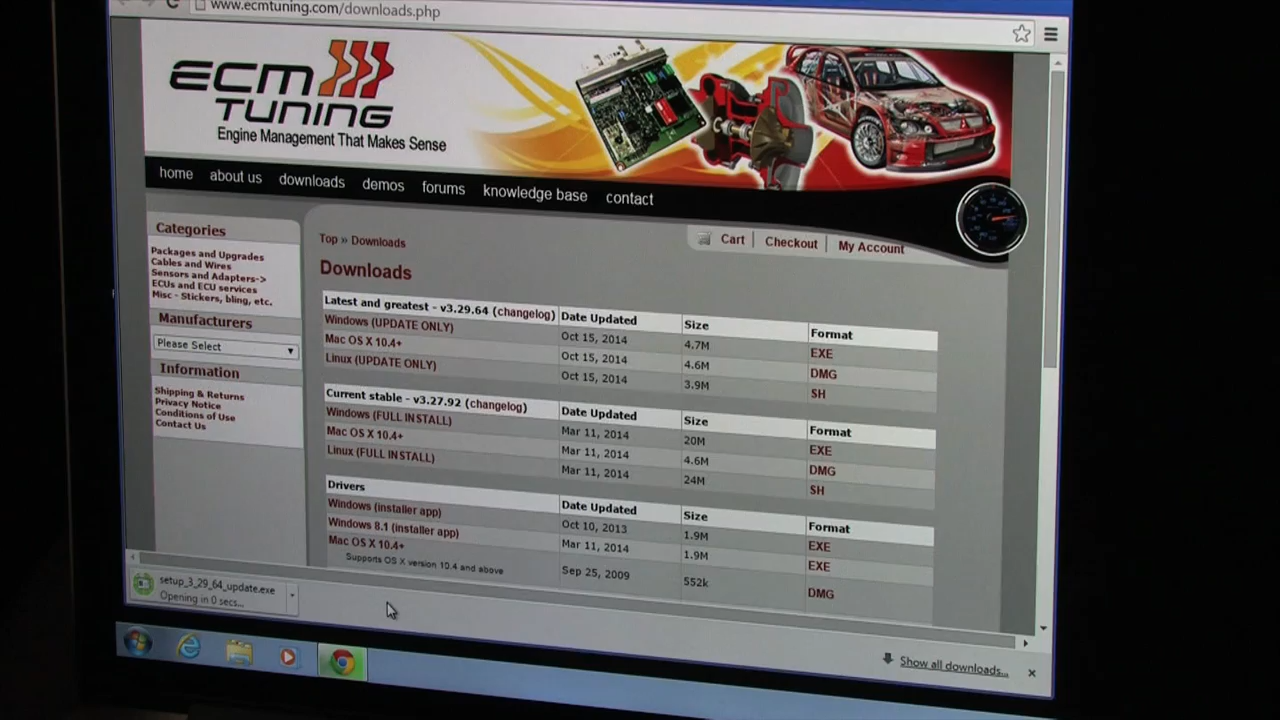 www.ecmtuning.com/downloads.php
ECM
TUNING
Engine Management That Makes Sense
home about us downloads demos forums knowledge base contact
Categories
Packages and Upgrades
Cables and Wires
Sensors and Adapters->
ECUs and ECU services
Misc - Stickers, bling, etc.
Manufacturers
Please Select
Information
Shipping & Returns
Privacy Notice
Conditions of Use
Contact Us
Top » Downloads
Cart Checkout My Account
Downloads
Latest and greatest - v3.29.64 (changelog) Date Updated Size Format
Windows (UPDATE ONLY) Oct 15, 2014 4.7M EXE
Mac OS X 10.4+ Oct 15, 2014 4.6M DMG
Linux (UPDATE ONLY) Oct 15, 2014 3.9M SH
Current stable - v3.27.92 (changelog) Date Updated Size Format
Windows (FULL INSTALL) Mar 11, 2014 20M EXE
Mac OS X 10.4+ Mar 11, 2014 4.6M DMG
Linux (FULL INSTALL) Mar 11, 2014 24M SH
Drivers Date Updated Size Format
Windows (installer app) Oct 10, 2013 1.9M EXE
Windows 8.1 (installer app) Mar 11, 2014 1.9M EXE
Mac OS X 10.4+ Sep 25, 2009 552k DMG
Supports OS X version 10.4 and above
setup_3_29_64_update.exe
Opening in 0 secs...
Show all downloads...